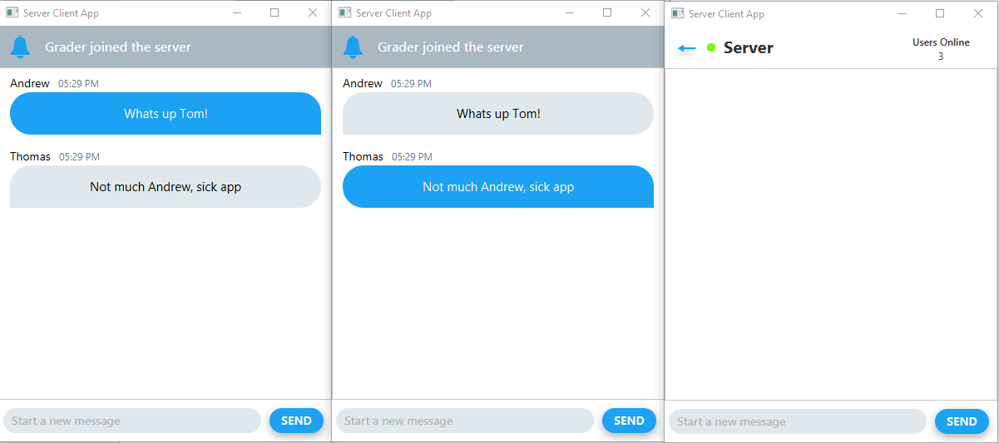 Server Client App
Grader joined the server
Andrew 05:29 PM
Whats up Tom!
Thomas 05:29 PM
Not much Andrew, sick app
Start a new message
SEND
Server Client App
Grader joined the server
Andrew 05:29 PM
Whats up Tom!
Thomas 05:29 PM
Not much Andrew, sick app
Start a new message
SEND
Server Client App
Server
Users Online
3
Start a new message
SEND